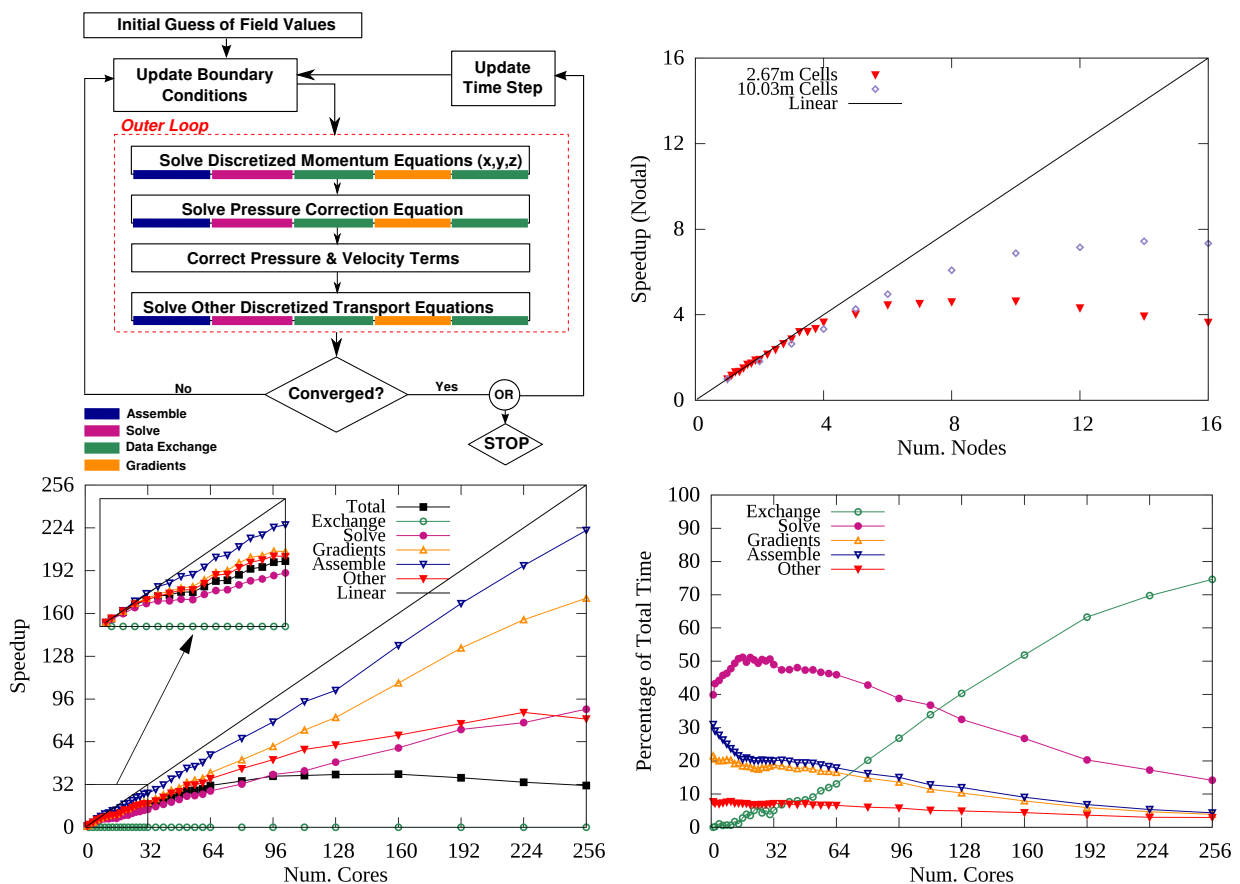 Initial Guess of Field Values
Update Boundary
Conditions
Update
Time Step
Outer Loop
Solve Discretized Momentum Equations (x,y,z)
Solve Pressure Correction Equation
Correct Pressure & Velocity Terms
Solve Other Discretized Transport Equations
No
Converged?
Yes
OR
STOP
Assemble
Solve
Data Exchange
Gradients
16
12
8
4
0
Speedup (Nodal)
2.67m Cells
10.03m Cells
Linear
0 4 8 12 16
Num. Nodes
256
224
192
160
128
96
64
32
0
Speedup
Total
Exchange
Solve
Gradients
Assemble
Other
Linear
0 32 64 96 128 160 192 224 256
Num. Cores
100
90
80
70
60
50
40
30
20
10
0
Percentage of Total Time
Exchange
Solve
Gradients
Assemble
Other
0 32 64 96 128 160 192 224 256
Num. Cores